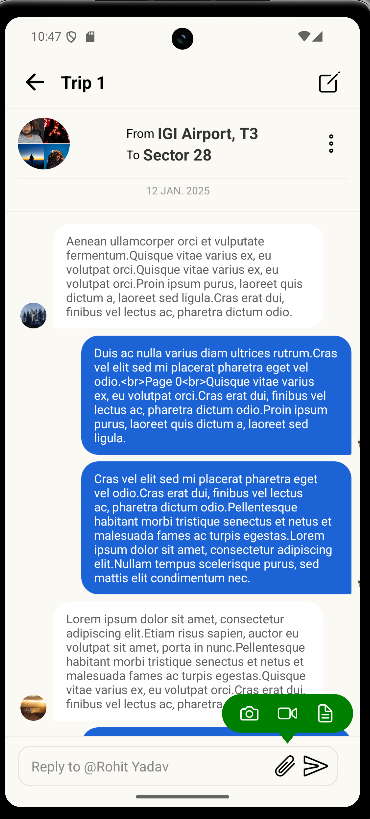 10:47
Trip 1
From IGI Airport, T3
To Sector 28
12 JAN. 2025
Aenean ullamcorper orci et vulputate
fermentum.Quisque vitae varius ex, eu
volutpat orci.Quisque vitae varius ex, eu
volutpat orci.Proin ipsum purus, laoreet quis
dictum a, laoreet sed ligula.Cras erat dui,
finibus vel lectus ac, pharetra dictum odio.
Duis ac nulla varius diam ultrices rutrum.Cras
vel elit sed mi placerat pharetra eget vel
odio.<br>Page 0<br>Quisque vitae varius
ex, eu volutpat orci.Cras erat dui, finibus vel
lectus ac, pharetra dictum odio.Proin ipsum
purus, laoreet quis dictum a, laoreet sed
ligula.
Cras vel elit sed mi placerat pharetra eget
vel odio.Cras erat dui, finibus vel lectus
ac, pharetra dictum odio.Pellentesque
habitant morbi tristique senectus et netus et
malesuada fames ac turpis egestas.Lorem
ipsum dolor sit amet, consectetur adipiscing
elit.Nullam tempus scelerisque purus, sed
mattis elit condimentum nec.
Lorem ipsum dolor sit amet, consectetur
adipiscing elit.Etiam risus sapien, auctor eu
volutpat sit amet, porta in nunc.Pellentesque
habitant morbi tristique senectus et netus et
malesuada fames ac turpis egestas.Quisque
vitae varius ex, eu volutpat orci.Cras erat dui,
finibus vel lectus ac, pharetra
Reply to @Rohit Yadav